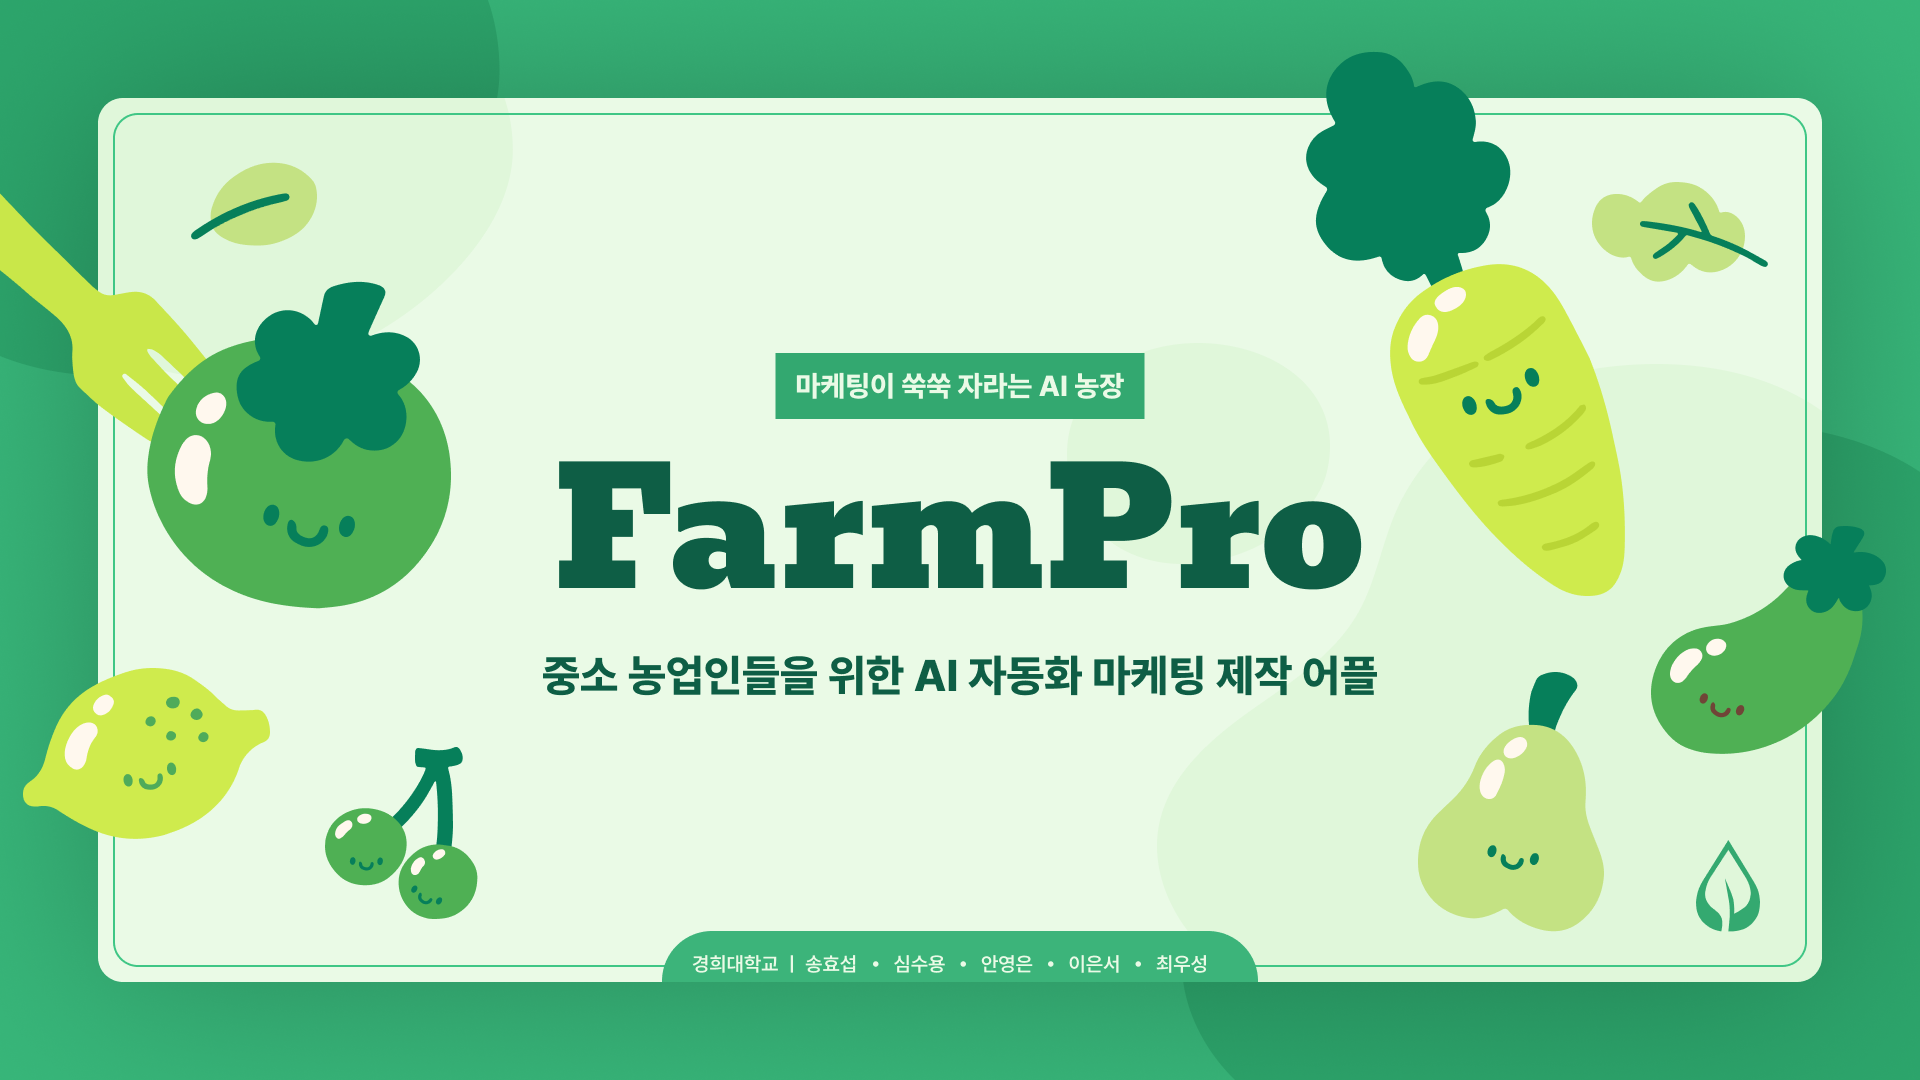 마케팅이 쑥쑥 자라는 AI 농장
FarmPro
중소 농업인들을 위한 AI 자동화 마케팅 제작 어플
경희대학교 | 송효섭 • 심수용 • 안영은 • 이은서 • 최우성